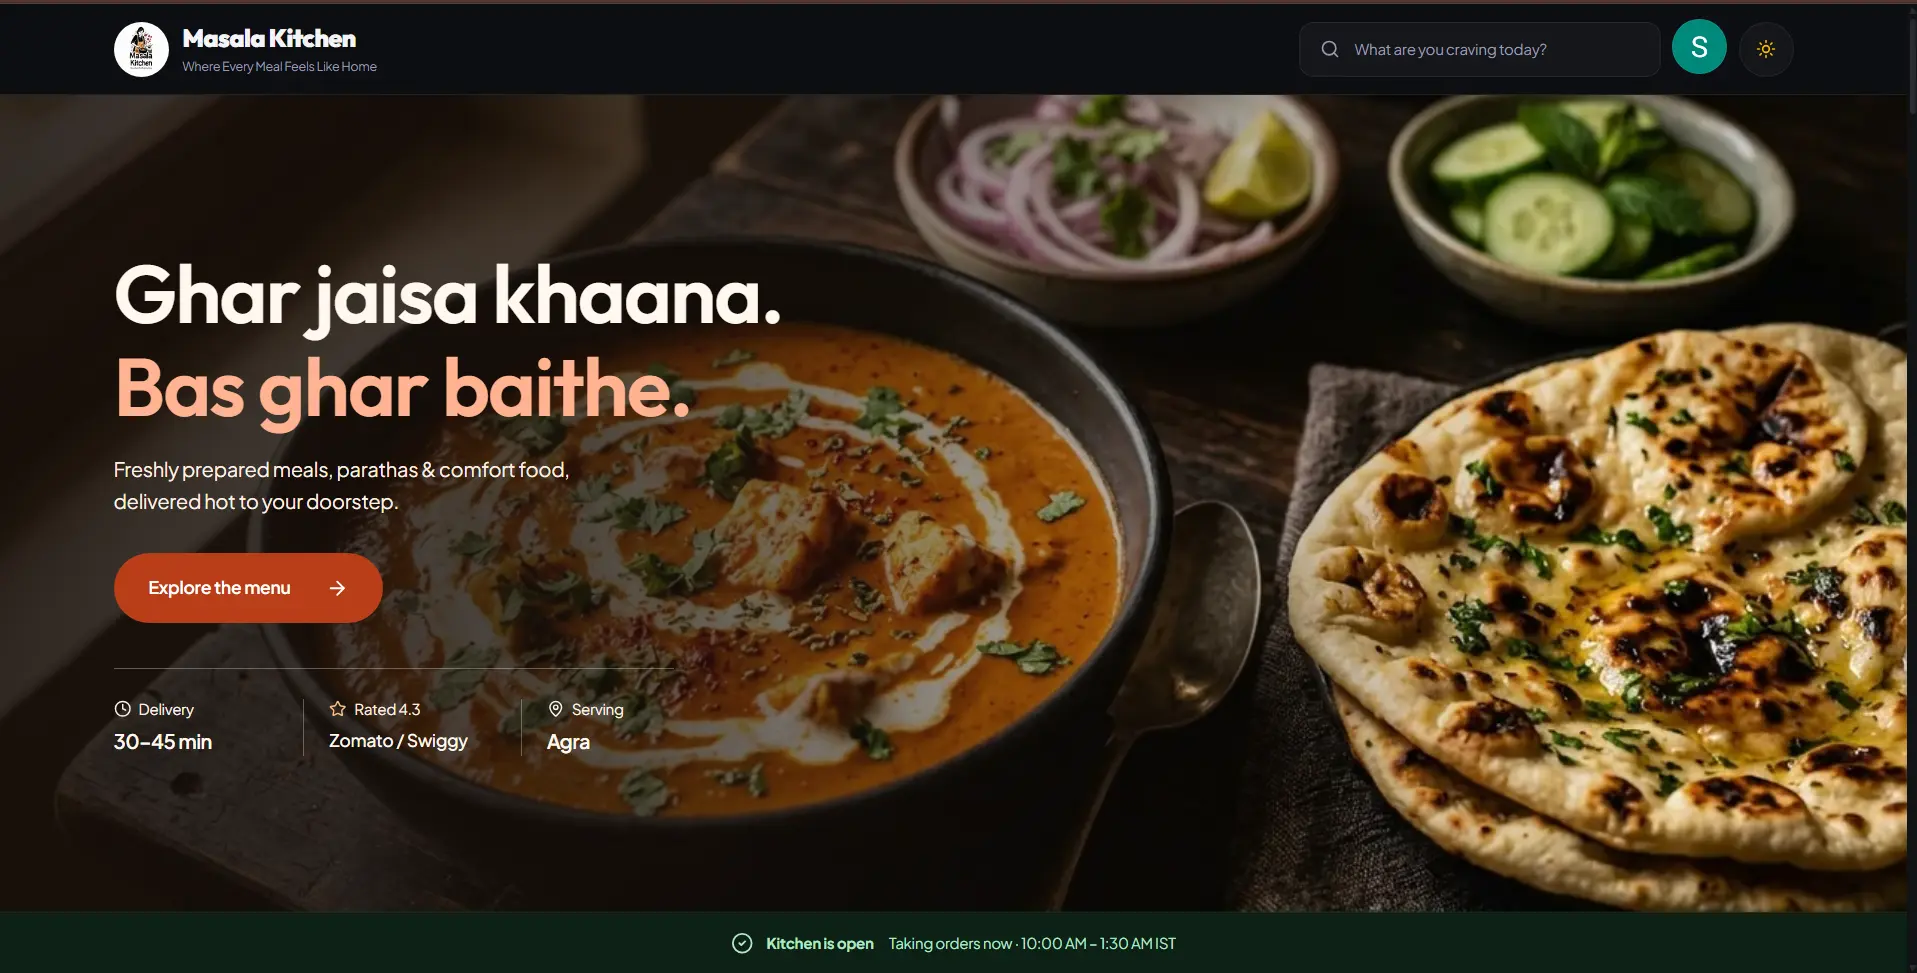 Masala Kitchen
Where Every Meal Feels Like Home
Masala
Kitchen
What are you craving today?
S
Ghar jaisa khaana.
Bas ghar baithe.
Freshly prepared meals, parathas & comfort food,
delivered hot to your doorstep.
Explore the menu
Delivery
30–45 min
Rated 4.3
Zomato / Swiggy
Serving
Agra
Kitchen is open Taking orders now · 10:00 AM – 1:30 AM IST